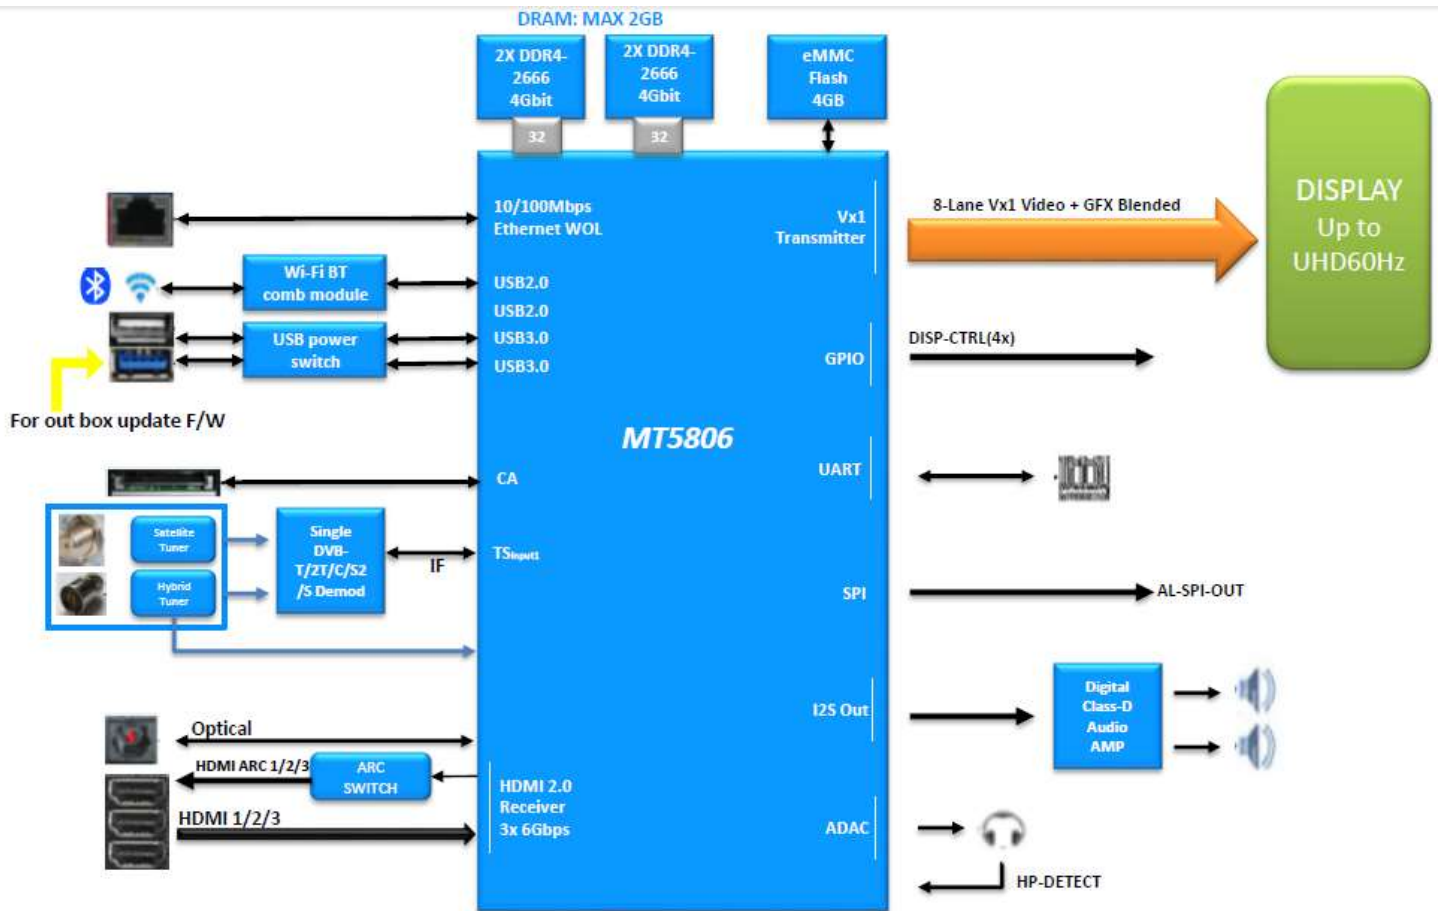 DRAM: MAX 2GB
2X DDR4-
2666
4Gbit
2X DDR4-
2666
4Gbit
eMMC
Flash
4GB
32
32
10/100Mbps
Ethernet WOL
Vx1
Transmitter
8-Lane Vx1 Video + GFX Blended
DISPLAY
Up to
UHD60Hz
Wi-Fi BT
comb module
USB2.0
USB2.0
USB power
switch
USB3.0
USB3.0
GPIO
DISP-CTRL(4x)
For out box update F/W
MT5806
CA
UART
Satellite
Tuner
Hybrid
Tuner
Single
DVB-
T/2T/C/S2
/S Demod
IF
TSInput1
SPI
AL-SPI-OUT
I2S Out
Digital
Class-D
Audio
AMP
Optical
HDMI ARC 1/2/3
ARC
SWITCH
HDMI 1/2/3
HDMI 2.0
Receiver
3x 6Gbps
ADAC
HP-DETECT